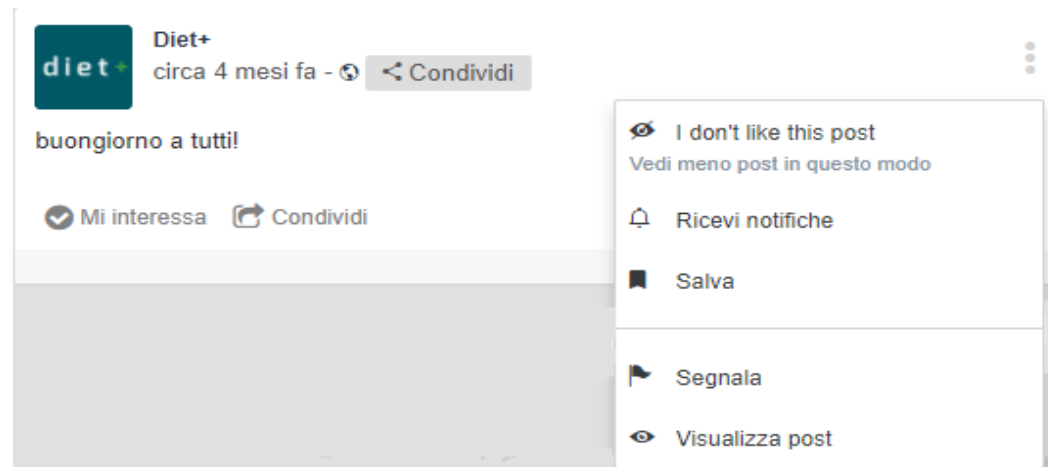 diet+
Diet+
circa 4 mesi fa - Condividi
buongiorno a tutti!
Mi interessa Condividi
I don't like this post
Vedi meno post in questo modo
Ricevi notifiche
Salva
Segnala
Visualizza post